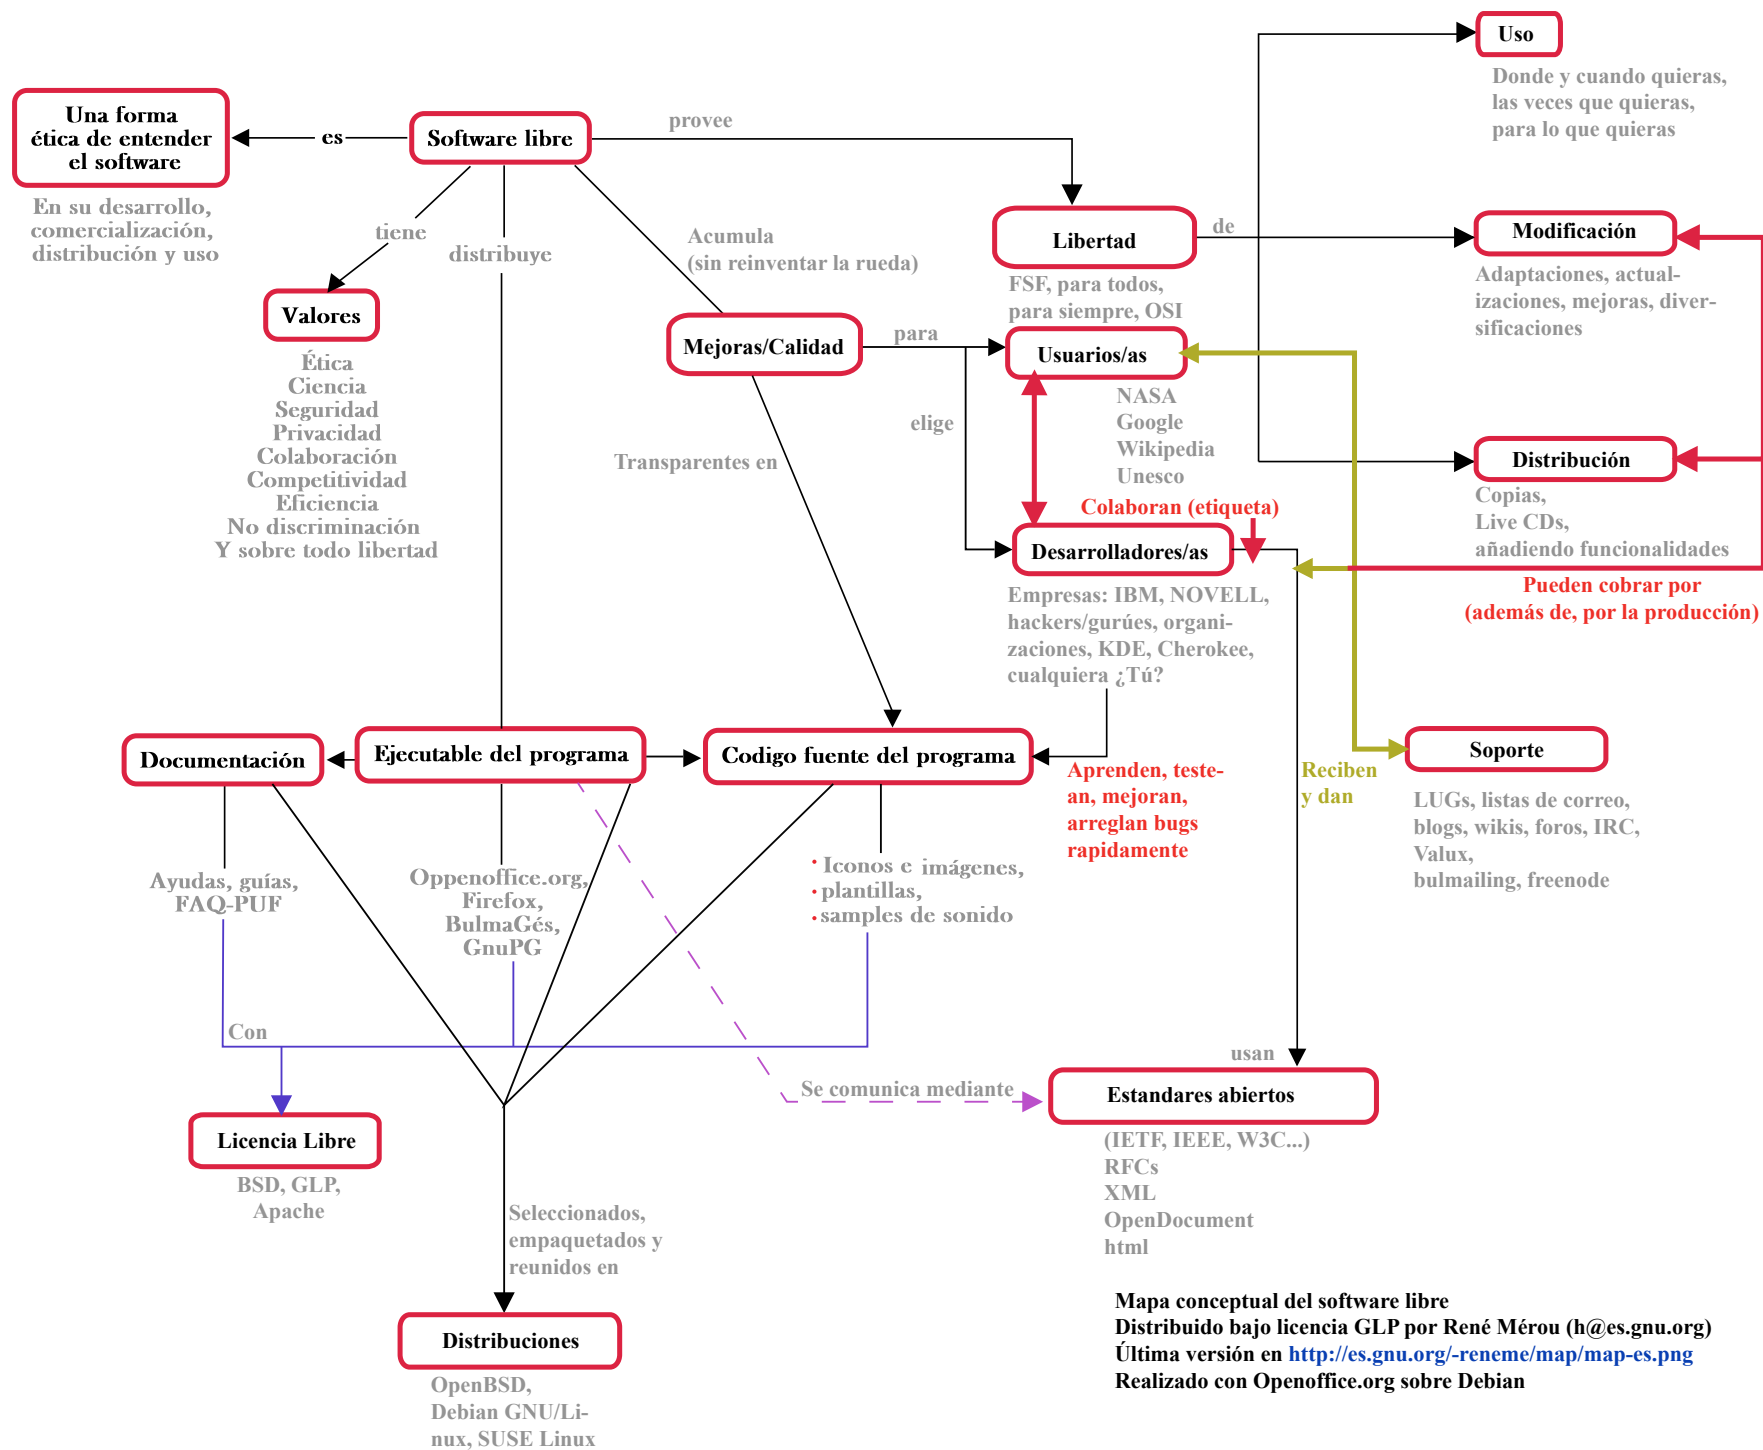 Uso
Donde y cuando quieras,
las veces que quieras,
para lo que quieras
Una forma
ética de entender
el software
es
Software libre
provee
En su desarrollo,
comercialización,
distribución y uso
tiene
distribuye
Acumula
(sin reinventar la rueda)
Libertad
de
Modificación
FSF, para todos,
para siempre, OSI
Adaptaciones, actual-
izaciones, mejoras, diver-
sificaciones
Valores
Ética
Ciencia
Seguridad
Privacidad
Colaboración
Competitividad
Eficiencia
No discriminación
Y sobre todo libertad
Mejoras/Calidad
para
Usuarios/as
NASA
Google
Wikipedia
Unesco
elige
Transparentes en
Distribución
Copias,
Live CDs,
añadiendo funcionalidades
Colaboran (etiqueta)
Desarrolladores/as
Pueden cobrar por
(además de, por la producción)
Empresas: IBM, NOVELL,
hackers/gurúes, organi-
zaciones, KDE, Cherokee,
cualquiera ¿Tú?
Documentación
Ejecutable del programa
Codigo fuente del programa
Aprenden, teste-
an, mejoran,
arreglan bugs
rapidamente
Reciben
y dan
Soporte
LUGs, listas de correo,
blogs, wikis, foros, IRC,
Valux,
bulmailing, freenode
Ayudas, guías,
FAQ-PUF
Oppenoffice.org,
Firefox,
BulmaGés,
GnuPG
· Iconos e imágenes,
· plantillas,
· samples de sonido
Con
usan
Se comunica mediante
Estandares abiertos
(IETF, IEEE, W3C...)
RFCs
XML
OpenDocument
html
Licencia Libre
BSD, GLP,
Apache
Seleccionados,
empaquetados y
reunidos en
Distribuciones
OpenBSD,
Debian GNU/Li-
nux, SUSE Linux
Mapa conceptual del software libre
Distribuido bajo licencia GLP por René Mérou (h@es.gnu.org)
Última versión en http://es.gnu.org/-reneme/map/map-es.png
Realizado con Openoffice.org sobre Debian